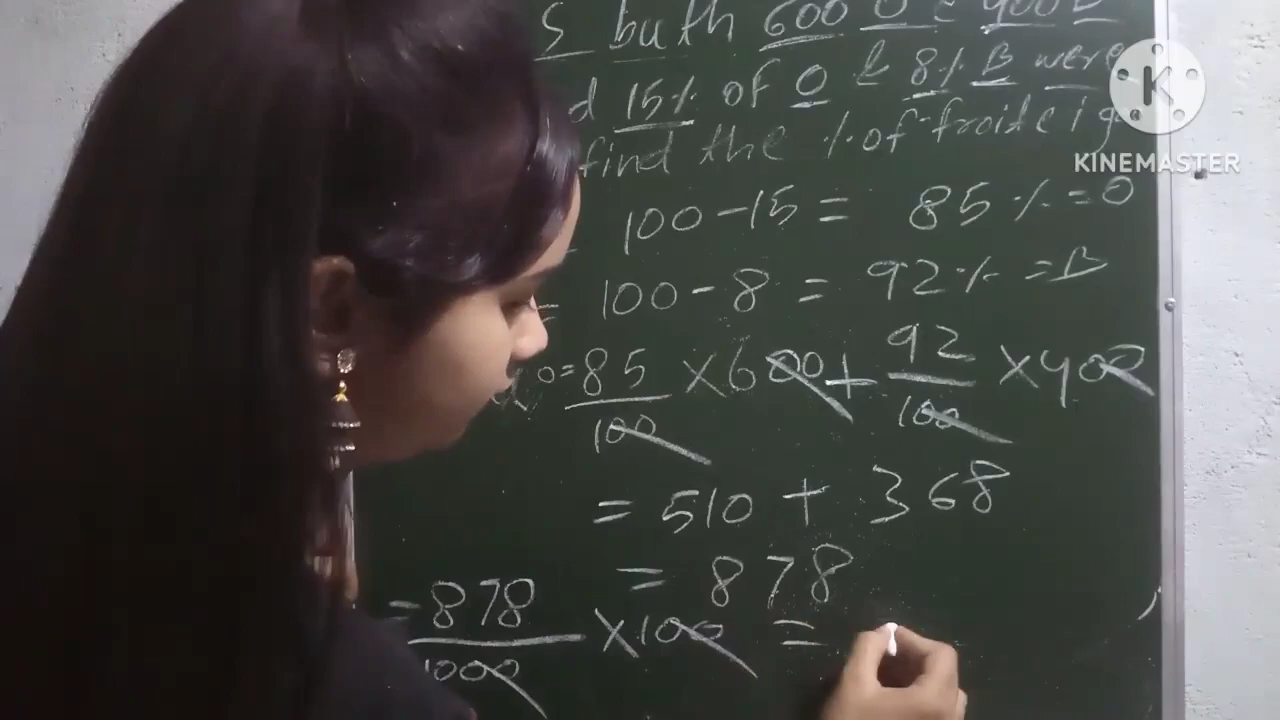 S buth 600 O & 400 B
d 15% of O & 8% B were
find the % of froite i g
100 - 15 = 85% = O
= 100 - 8 = 92% = B
O = 85/100 × 600 + 92/100 × 400
= 510 + 368
= 878
= 878/1000 × 100 =
K
KINEMASTER